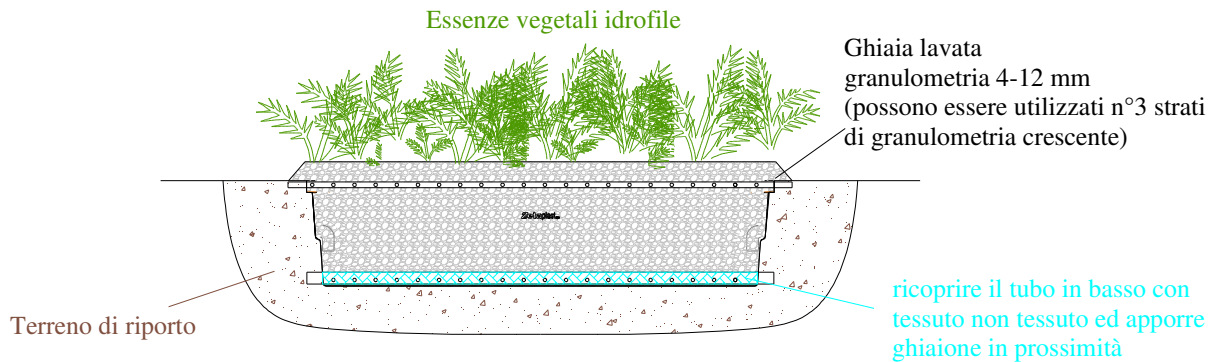 Essenze vegetali idrofile
Ghiaia lavata
granulometria 4-12 mm
(possono essere utilizzati n°3 strati
di granulometria crescente)
ricoprire il tubo in basso con
tessuto non tessuto ed apporre
ghiaione in prossimità
Terreno di riporto